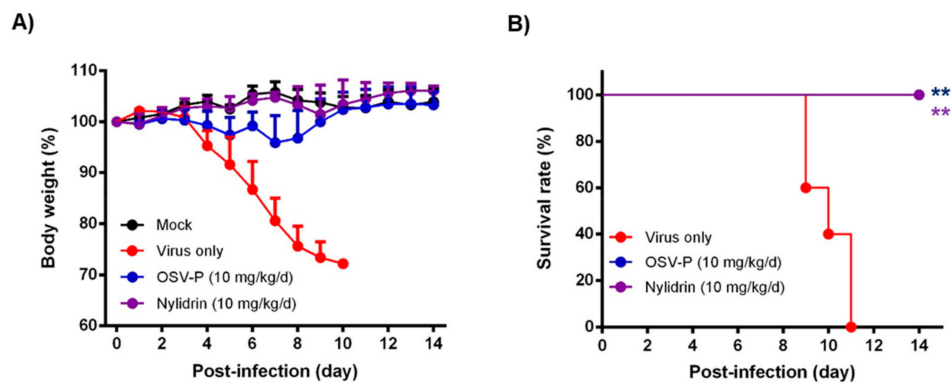 A)
110
100
90
80
70
60
Body weight (%)
Mock
Virus only
OSV-P (10 mg/kg/d)
Nylidrin (10 mg/kg/d)
0 2 4 6 8 10 12 14
Post-infection (day)
B)
100
80
60
40
20
0
Survival rate (%)
**
**
Virus only
OSV-P (10 mg/kg/d)
Nylidrin (10 mg/kg/d)
0 2 4 6 8 10 12 14
Post-infection (day)